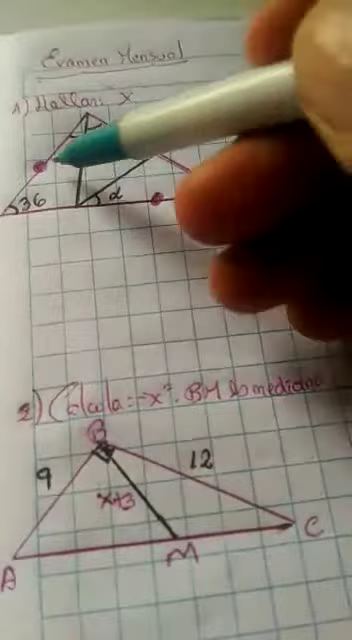 Examen Mensual
1) Hallar: X
36
α
2) Calcula:-x². BM es mediana
B
9
12
x+3
C
M
A